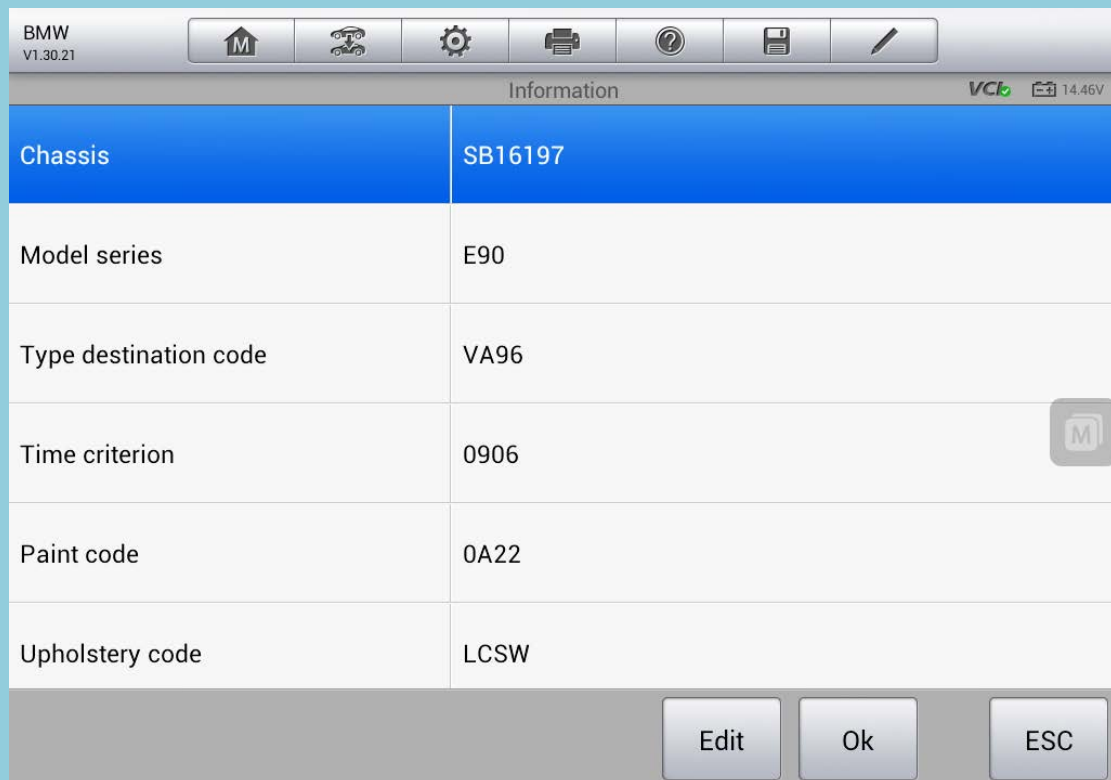 BMW
V1.30.21
M
?
Information
VCI
14.46V
Chassis SB16197
Model series E90
Type destination code VA96
Time criterion 0906
M
Paint code 0A22
Upholstery code LCSW
Edit Ok ESC